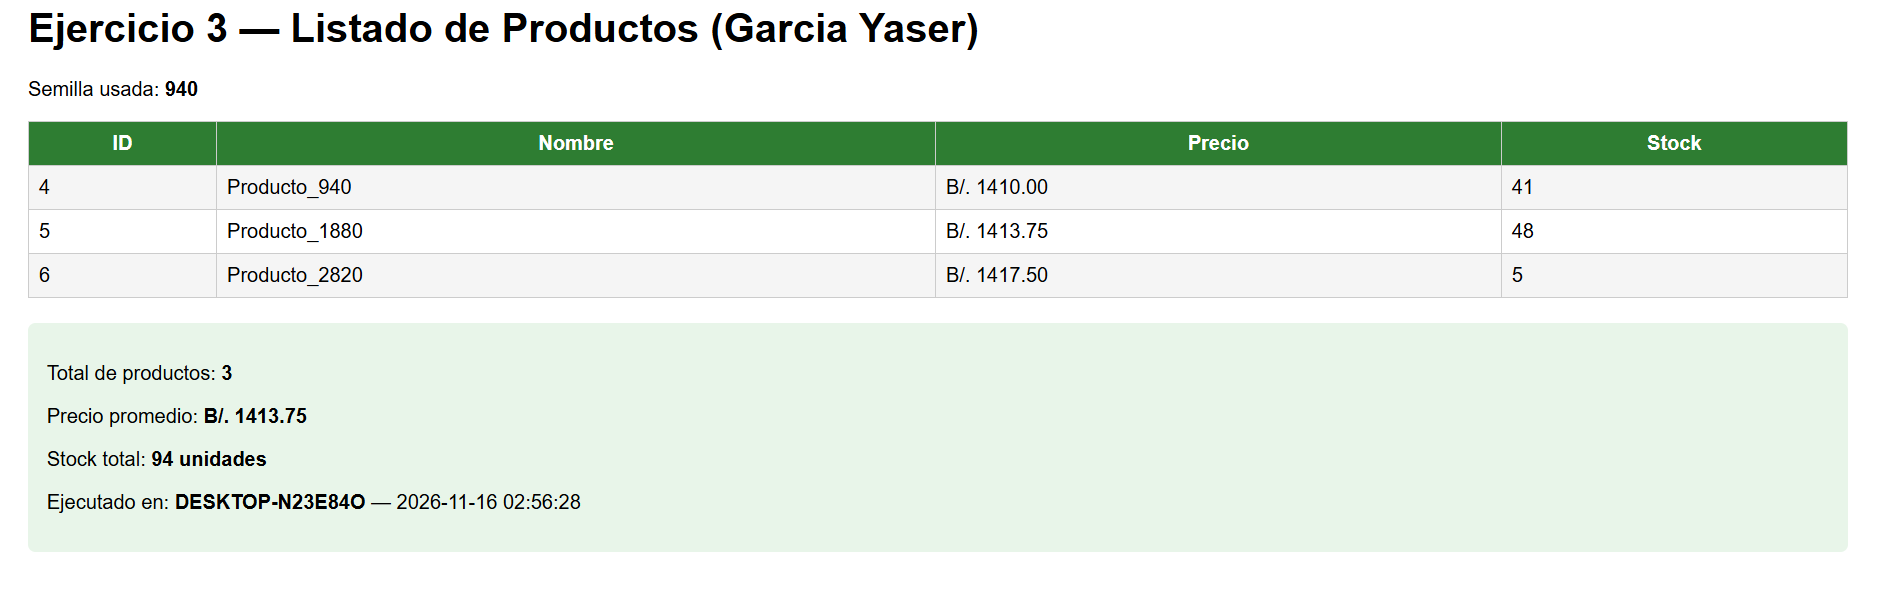 Ejercicio 3 — Listado de Productos (Garcia Yaser)
Semilla usada: 940
ID Nombre Precio Stock
4 Producto_940 B/. 1410.00 41
5 Producto_1880 B/. 1413.75 48
6 Producto_2820 B/. 1417.50 5
Total de productos: 3
Precio promedio: B/. 1413.75
Stock total: 94 unidades
Ejecutado en: DESKTOP-N23E84O — 2026-11-16 02:56:28